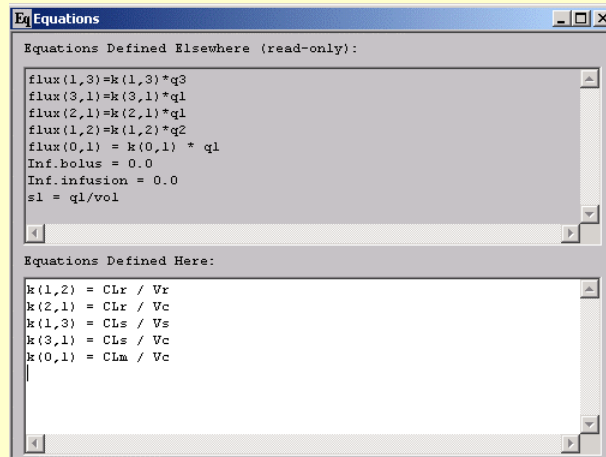 Eq Equations
Equations Defined Elsewhere (read-only):
flux(1,3)=k(1,3)*q3
flux(3,1)=k(3,1)*q1
flux(2,1)=k(2,1)*q1
flux(1,2)=k(1,2)*q2
flux(0,1) = k(0,1) * q1
Inf.bolus = 0.0
Inf.infusion = 0.0
s1 = q1/vol
Equations Defined Here:
k(1,2) = CLr / Vr
k(2,1) = CLr / Vc
k(1,3) = CLs / Vs
k(3,1) = CLs / Vc
k(0,1) = CLm / Vc